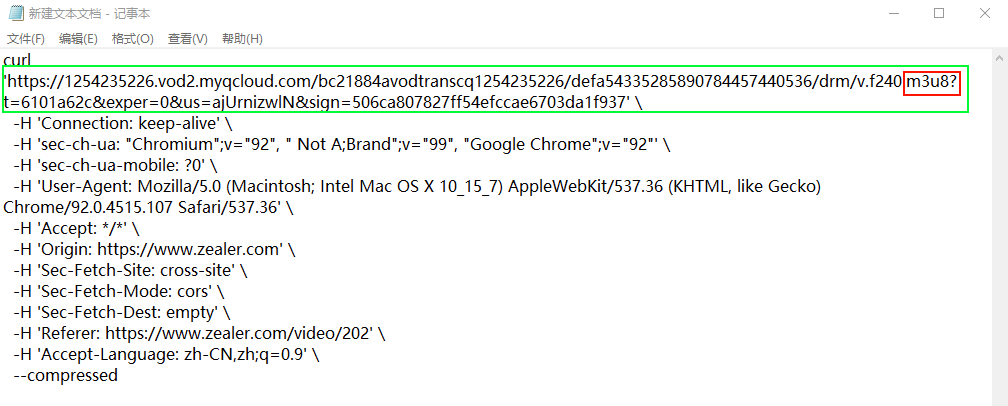 新建文本文档 - 记事本
文件(F) 编辑(E) 格式(O) 查看(V) 帮助(H)
curl
'https://1254235226.vod2.myqcloud.com/bc21884avodtranscq1254235226/defa54335285890784457440536/drm/v.f240.m3u8?
t=6101a62c&exper=0&us=ajUrnizwlN&sign=506ca807827ff54efccae6703da1f937' \
-H 'Connection: keep-alive' \
-H 'sec-ch-ua: "Chromium";v="92", " Not A;Brand";v="99", "Google Chrome";v="92"' \
-H 'sec-ch-ua-mobile: ?0' \
-H 'User-Agent: Mozilla/5.0 (Macintosh; Intel Mac OS X 10_15_7) AppleWebKit/537.36 (KHTML, like Gecko)
Chrome/92.0.4515.107 Safari/537.36' \
-H 'Accept: */*' \
-H 'Origin: https://www.zealer.com' \
-H 'Sec-Fetch-Site: cross-site' \
-H 'Sec-Fetch-Mode: cors' \
-H 'Sec-Fetch-Dest: empty' \
-H 'Referer: https://www.zealer.com/video/202' \
-H 'Accept-Language: zh-CN,zh;q=0.9' \
--compressed